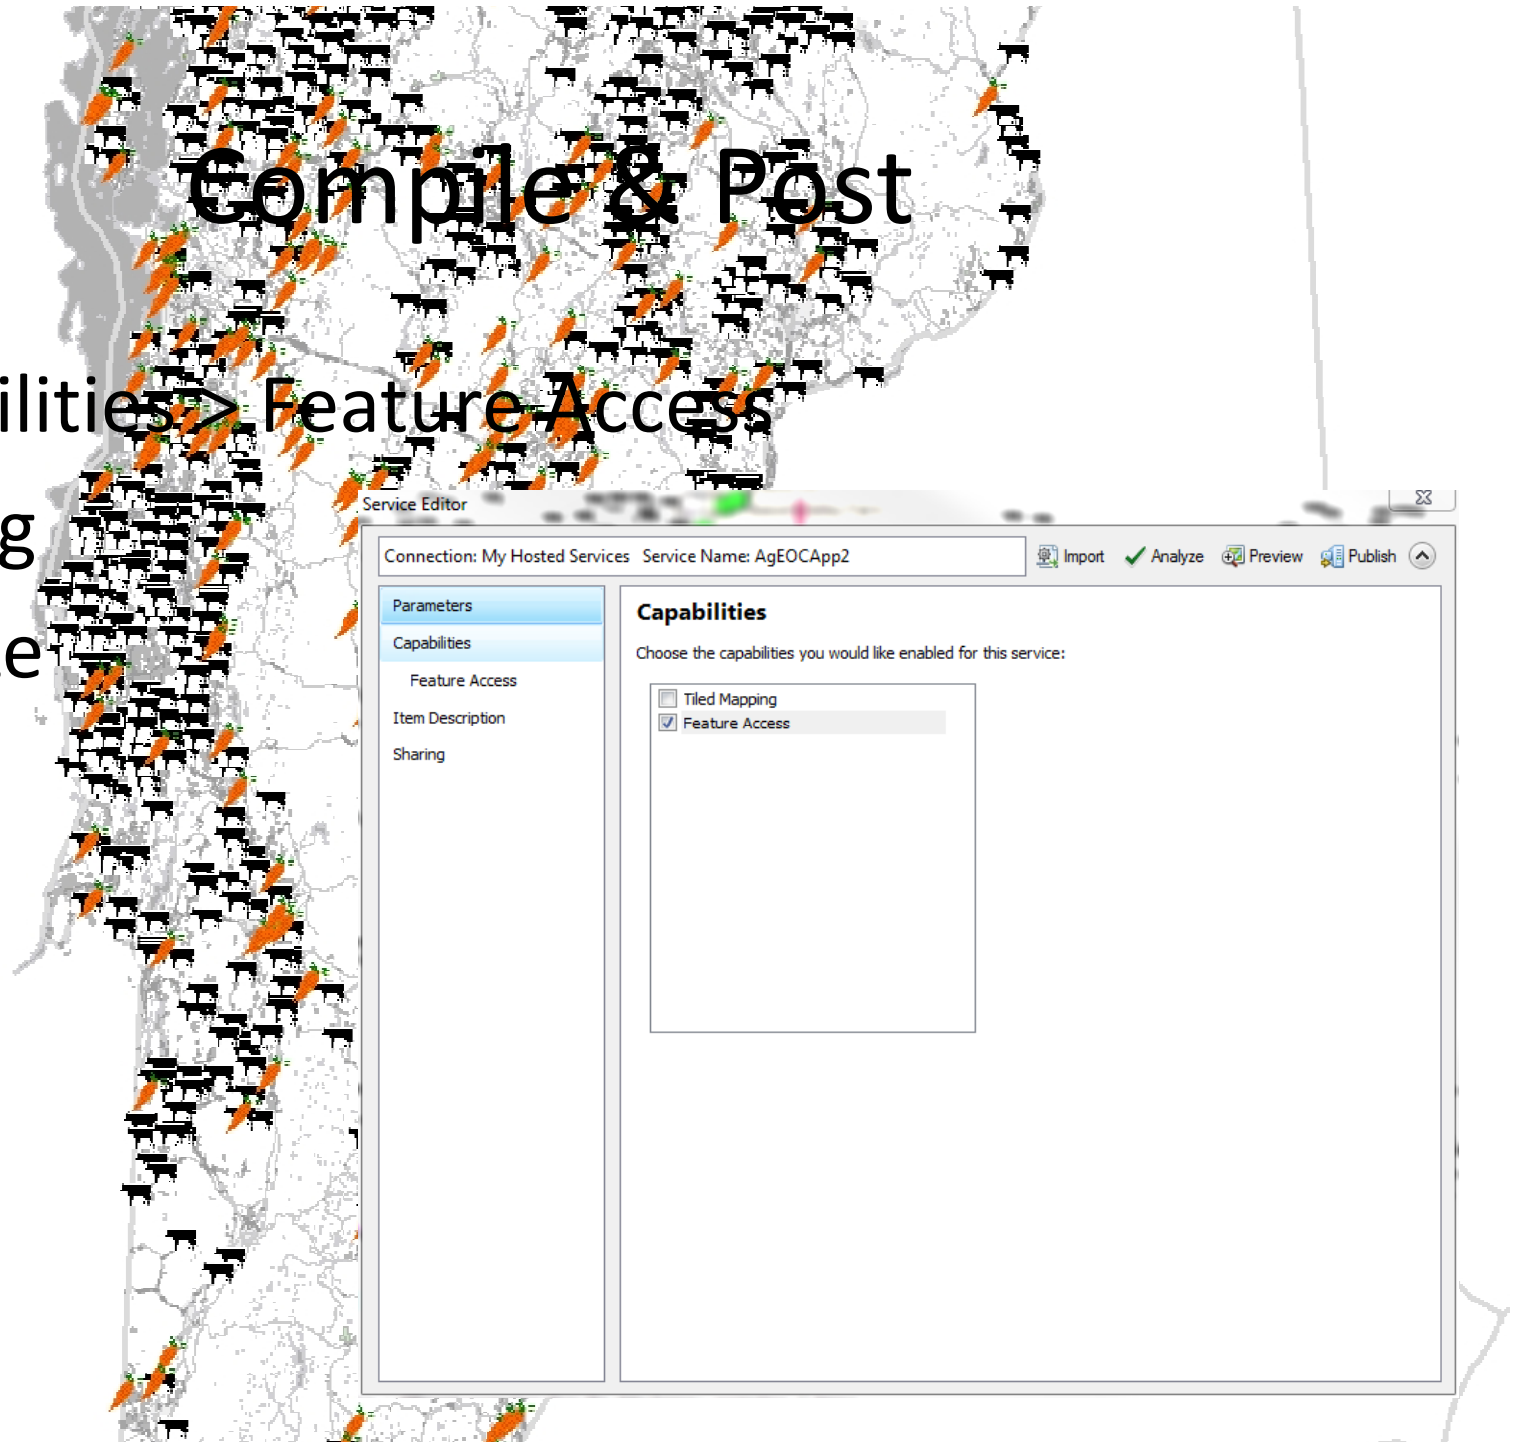 Compile & Post
ilities > Feature Access
g
e
Service Editor
Connection: My Hosted Services Service Name: AgEOCApp2
Import Analyze Preview Publish
Parameters
Capabilities
Feature Access
Item Description
Sharing
Capabilities
Choose the capabilities you would like enabled for this service:
Tiled Mapping
Feature Access